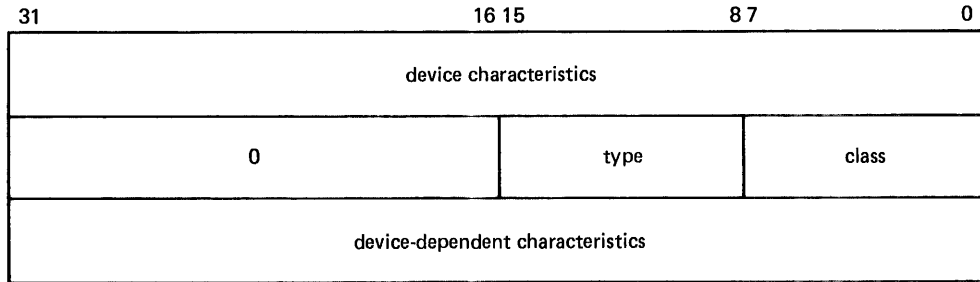 31 16 15 8 7 0
device characteristics
0 type class
device-dependent characteristics